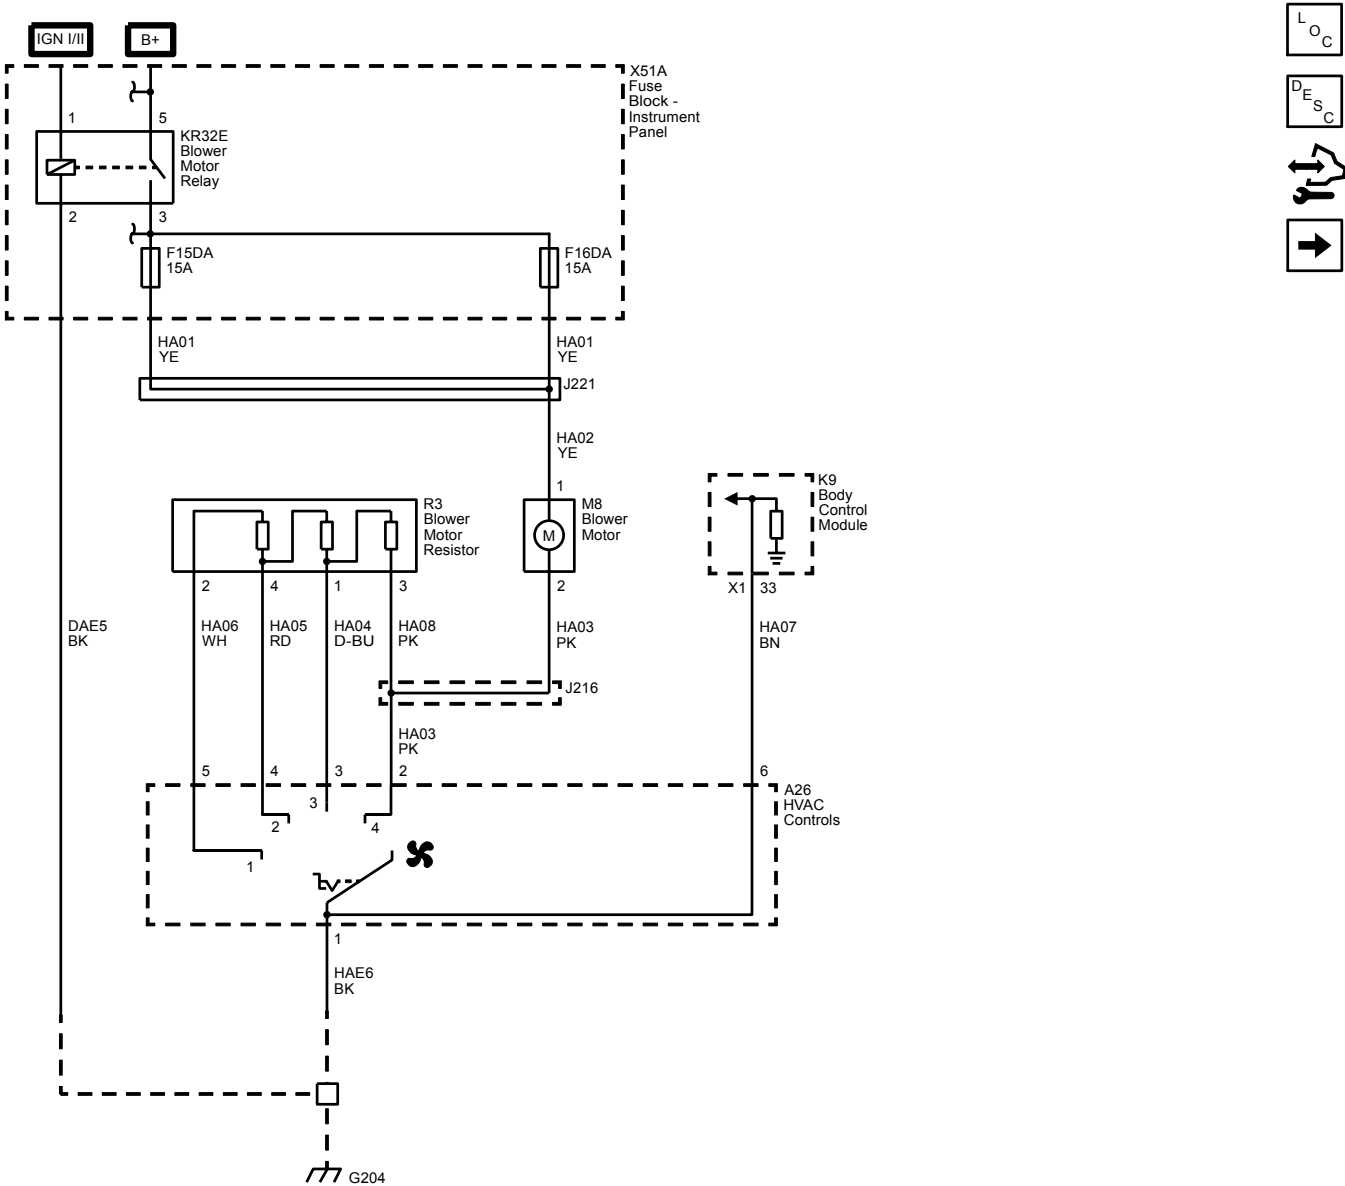 IGN I/II
B+
L
O
C
X51A
Fuse
Block -
Instrument
Panel
D
E
S
C
1
5
KR32E
Blower
Motor
Relay
2
3
F15DA
15A
F16DA
15A
HA01
YE
HA01
YE
J221
HA02
YE
1
K9
Body
Control
Module
R3
Blower
Motor
Resistor
M
M8
Blower
Motor
2
4
1
3
2
X1
33
DAE5
BK
HA06
WH
HA05
RD
HA04
D-BU
HA08
PK
HA03
PK
HA07
BN
J216
HA03
PK
5
4
3
2
6
A26
HVAC
Controls
3
2
4
1
1
HAE6
BK
G204